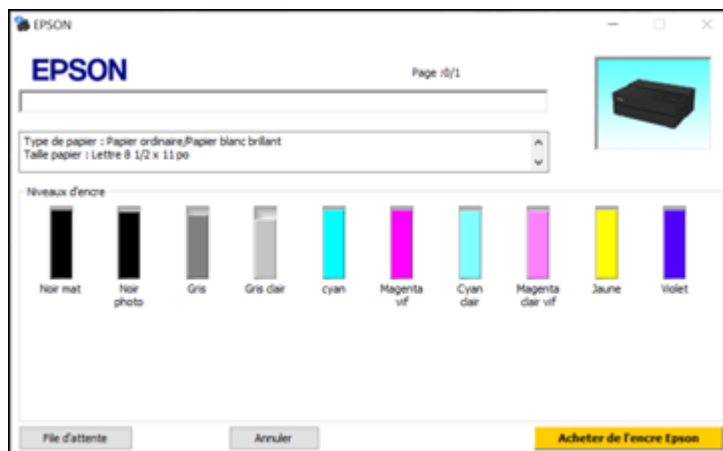 EPSON
EPSON
Page :0/1
Type de papier : Papier ordinaire/Papier blanc brillant
Taille papier : Lettre 8 1/2 x 11 po
Niveaux d'encre
Noir mat
Noir photo
Gris
Gris clair
cyan
Magenta vif
Cyan clair
Magenta clair vif
Jaune
Violet
File d'attente
Annuler
Acheter de l'encre Epson